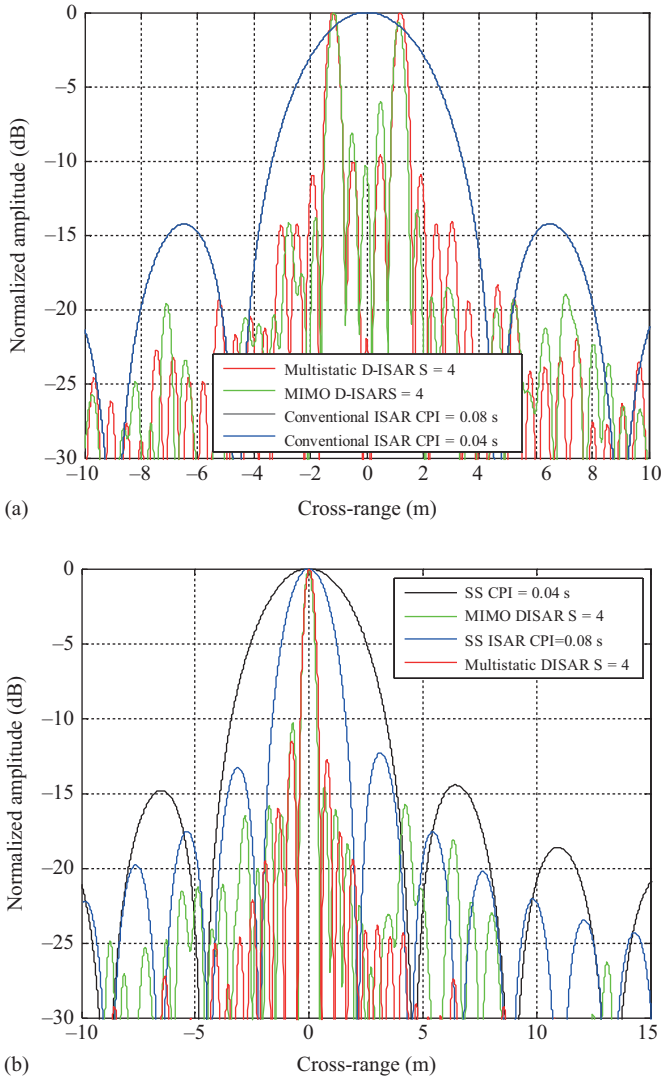 0
−5
−10
−15
−20
−25
−30
Normalized amplitude (dB)
Multistatic D-ISAR S = 4
MIMO D-ISARS = 4
Conventional ISAR CPI = 0.08 s
Conventional ISAR CPI = 0.04 s
−10 −8 −6 −4 −2 0 2 4 6 8 10
(a)
Cross-range (m)
0
−5
−10
−15
−20
−25
−30
Normalized amplitude (dB)
SS CPI = 0.04 s
MIMO DISAR S = 4
SS ISAR CPI=0.08 s
Multistatic DISAR S = 4
−10 −5 0 5 10 15
(b)
Cross-range (m)